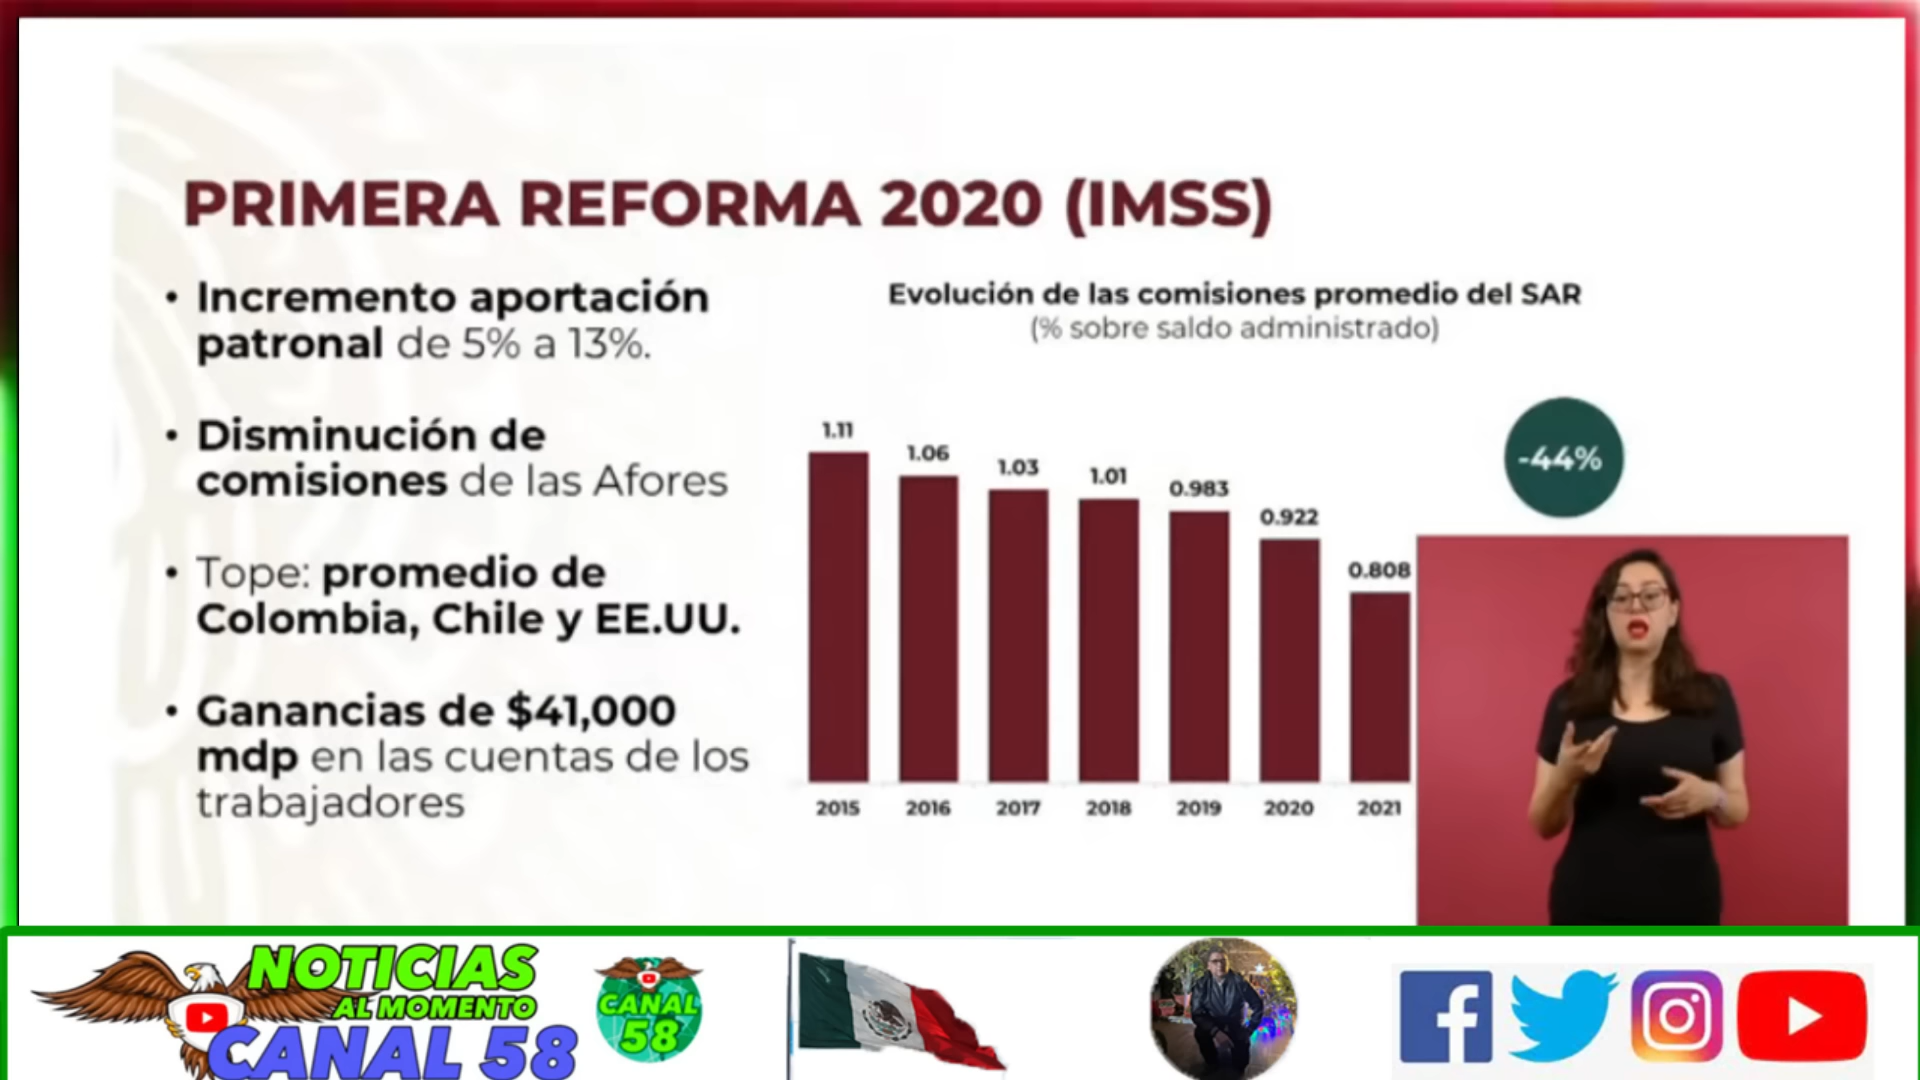 PRIMERA REFORMA 2020 (IMSS)
• Incremento aportación
patronal de 5% a 13%.
• Disminución de
comisiones de las Afores
• Tope: promedio de
Colombia, Chile y EE.UU.
• Ganancias de $41,000
mdp en las cuentas de los
trabajadores
Evolución de las comisiones promedio del SAR
(% sobre saldo administrado)
-44%
1.11
1.06
1.03
1.01
0.983
0.922
0.808
2015 2016 2017 2018 2019 2020 2021
NOTICIAS
AL MOMENTO
CANAL 58
CANAL
58